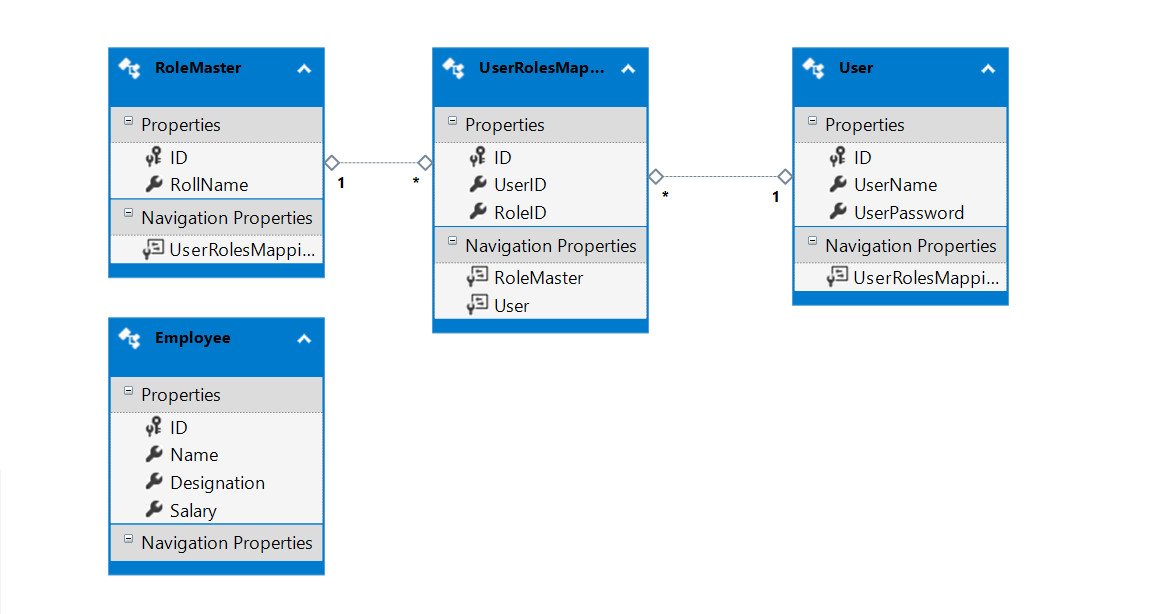 RoleMaster
Properties
ID
RollName
Navigation Properties
UserRolesMappi...
1
*
UserRolesMap...
Properties
ID
UserID
RoleID
Navigation Properties
RoleMaster
User
*
1
User
Properties
ID
UserName
UserPassword
Navigation Properties
UserRolesMappi...
Employee
Properties
ID
Name
Designation
Salary
Navigation Properties